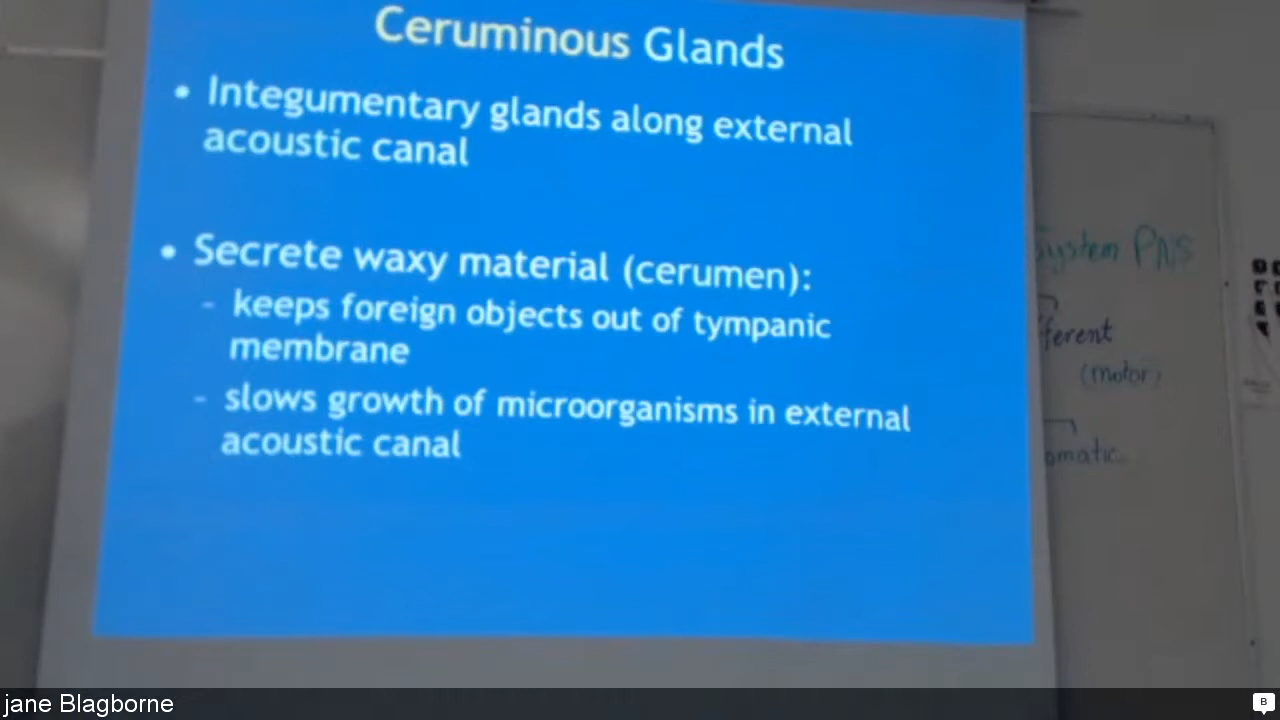 Ceruminous Glands
• Integumentary glands along external
acoustic canal
• Secrete waxy material (cerumen):
- keeps foreign objects out of tympanic
membrane
- slows growth of microorganisms in external
acoustic canal
System PNS
fferent
(motor)
omatic
jane Blagborne
B